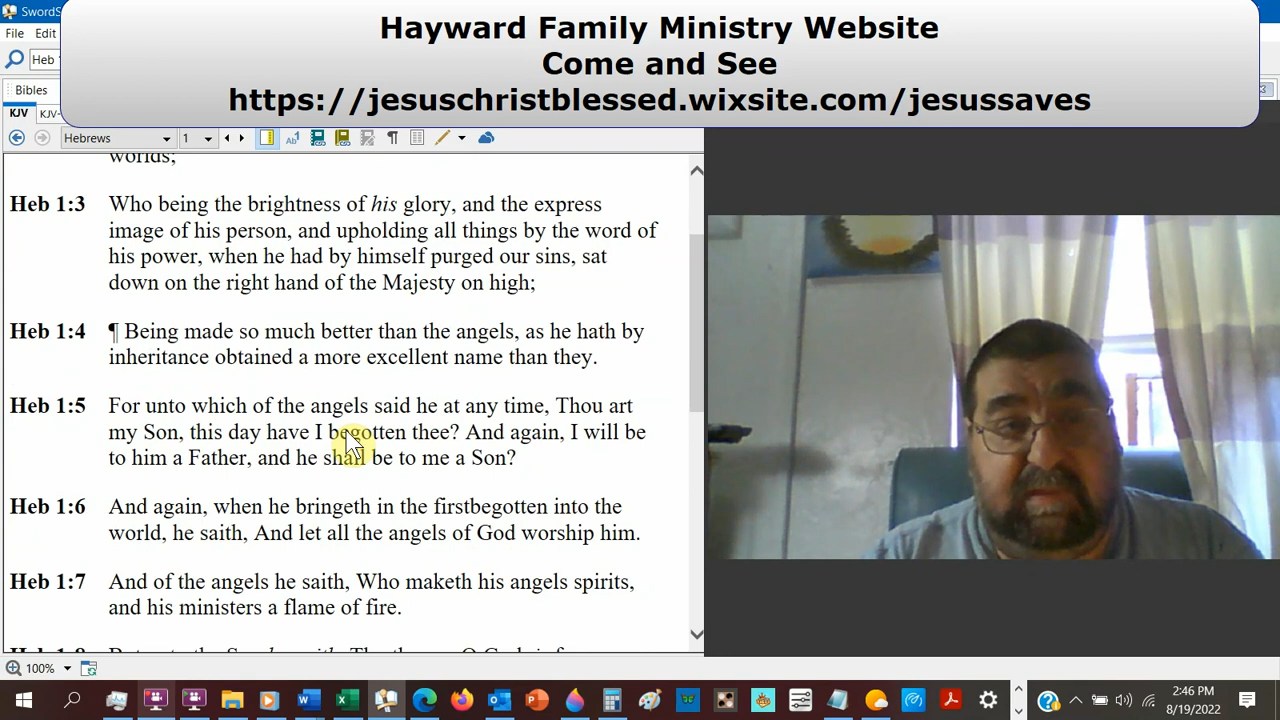 SwordS
Hayward Family Ministry Website
Come and See
https://jesuschristblessed.wixsite.com/jesussaves
File Edit
Heb
Bibles
KJV KJV-
Hebrews 1
worlds;
Heb 1:3 Who being the brightness of his glory, and the express
image of his person, and upholding all things by the word of
his power, when he had by himself purged our sins, sat
down on the right hand of the Majesty on high;
Heb 1:4 ¶ Being made so much better than the angels, as he hath by
inheritance obtained a more excellent name than they.
Heb 1:5 For unto which of the angels said he at any time, Thou art
my Son, this day have I begotten thee? And again, I will be
to him a Father, and he shall be to me a Son?
Heb 1:6 And again, when he bringeth in the firstbegotten into the
world, he saith, And let all the angels of God worship him.
Heb 1:7 And of the angels he saith, Who maketh his angels spirits,
and his ministers a flame of fire.
100%
2:46 PM
8/19/2022